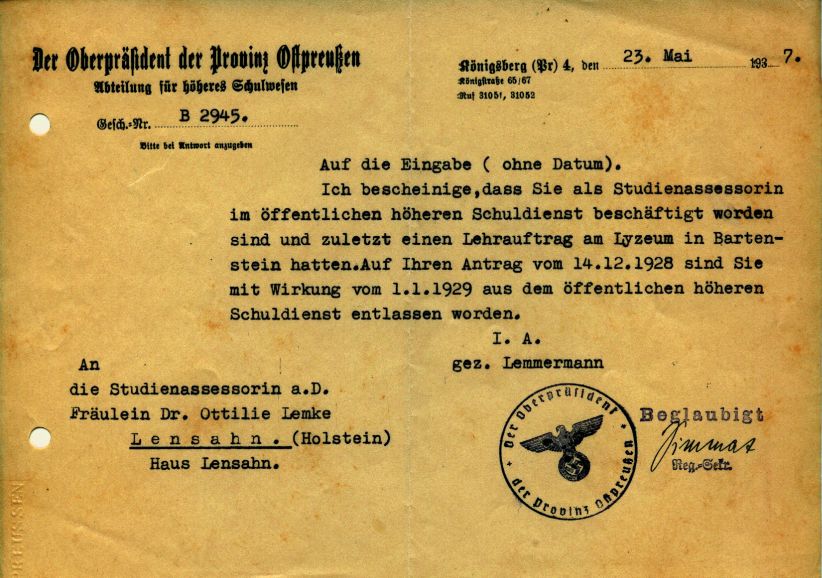 Der Oberpräsident der Provinz Ostpreußen
Abteilung für höheres Schulwesen
Gesch.-Nr. B 2945.
Bitte bei Antwort anzugeben
Königsberg (Pr) 4, den 23. Mai 1937.
Königstraße 65/67
Ruf 31051, 31052
Auf die Eingabe ( ohne Datum).
Ich bescheinige,dass Sie als Studienassessorin
im öffentlichen höheren Schuldienst beschäftigt worden
sind und zuletzt einen Lehrauftrag am Lyzeum in Barten-
stein hatten.Auf Ihren Antrag vom 14.12.1928 sind Sie
mit Wirkung vom 1.1.1929 aus dem öffentlichen höheren
Schuldienst entlassen worden.
I. A.
gez. Lemmermann
An
die Studienassessorin a.D.
Fräulein Dr. Ottilie Lemke
Lensahn. (Holstein)
Haus Lensahn.
Der Oberpräsident
der Provinz Ostpreußen
Beglaubigt
Reg.-Sekr.